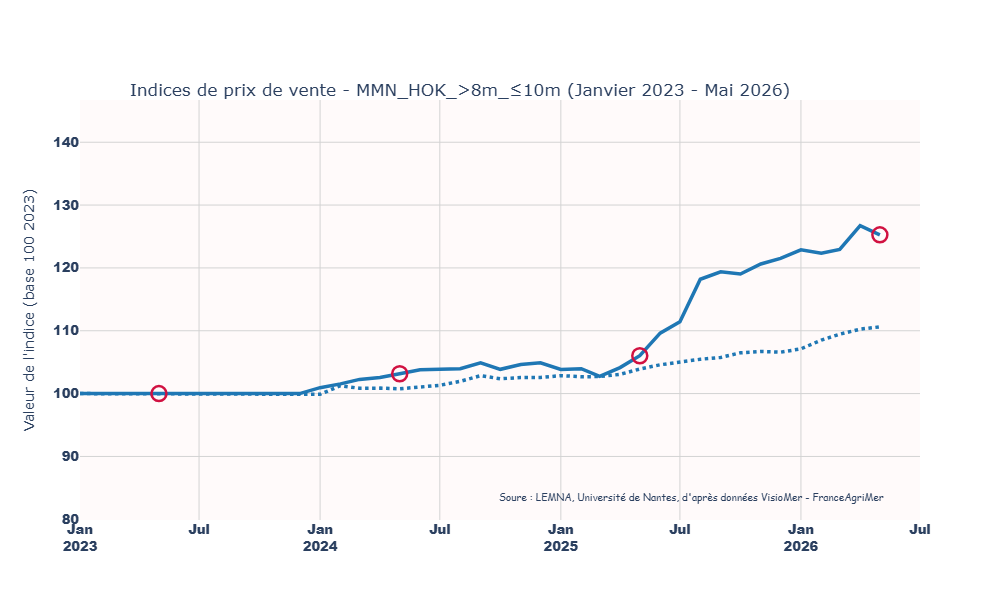 Indices de prix de vente - MMN_HOK_>8m_≤10m (Janvier 2023 - Mai 2026)
Valeur de l'indice (base 100 2023)
140
130
120
110
100
90
80
Soure : LEMNA, Université de Nantes, d'après données VisioMer - FranceAgriMer
Jan
2023
Jul
Jan
2024
Jul
Jan
2025
Jul
Jan
2026
Jul